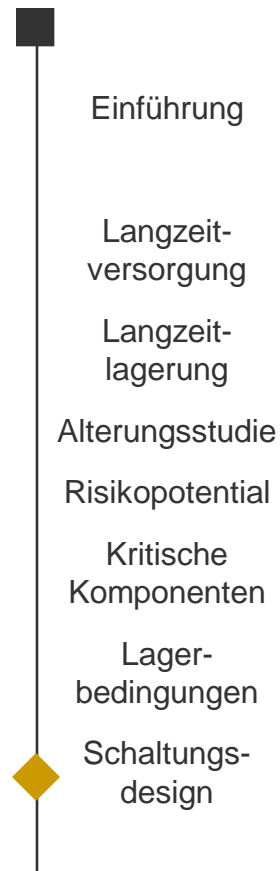 Einführung
Langzeit-
versorgung
Langzeit-
lagerung
Alterungsstudie
Risikopotential
Kritische
Komponenten
Lager-
bedingungen
Schaltungs-
design